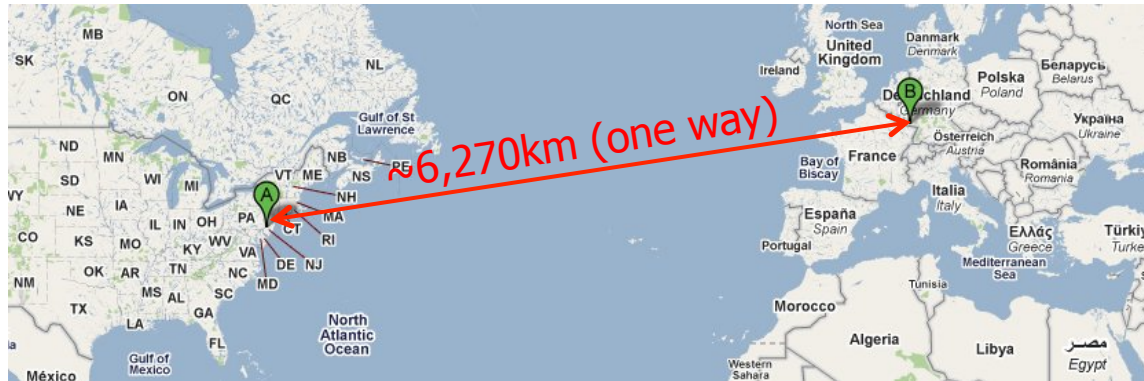 MB
SK
ON
QC
NL
Gulf of St
Lawrence
ND
MN
NB
PE
SD
WI
MI
VT
ME
NS
NH
WY
NE
IA
PA
MA
CT
RI
IL
IN
OH
CO
KS
MO
KY
WV
VA
DE
NJ
MD
OK
AR
TN
NC
NM
MS
AL
SC
GA
TX
LA
FL
Gulf of
Mexico
México
North
Atlantic
Ocean
A
~6,270km (one way)
B
North Sea
United
Kingdom
Ireland
Danmark
Denmark
Deutschland
Germany
Polska
Poland
Беларусь
Belarus
Україна
Ukraine
Österreich
Austria
France
Bay of
Biscay
România
Romania
Italia
Italy
España
Spain
Portugal
Ελλάς
Greece
Türki
Turke
Mediterranean
Sea
Tunisia
Morocco
Algeria
Libya
مصر
Egypt
Western
Sahara